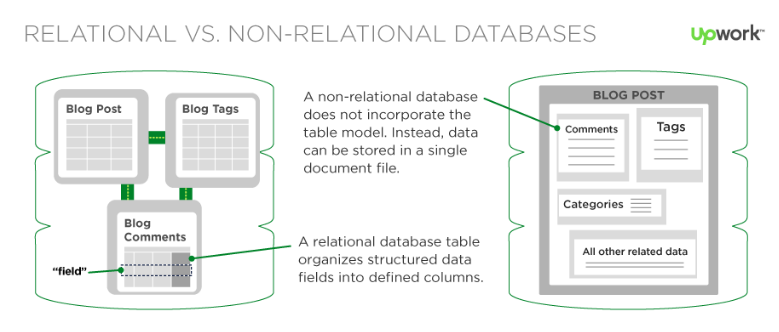 RELATIONAL VS. NON-RELATIONAL DATABASES
Upwork™
Blog Post
Blog Tags
Blog
Comments
"field"
A non-relational database
does not incorporate the
table model. Instead, data
can be stored in a single
document file.
A relational database table
organizes structured data
fields into defined columns.
BLOG POST
Comments
Tags
Categories
All other related data